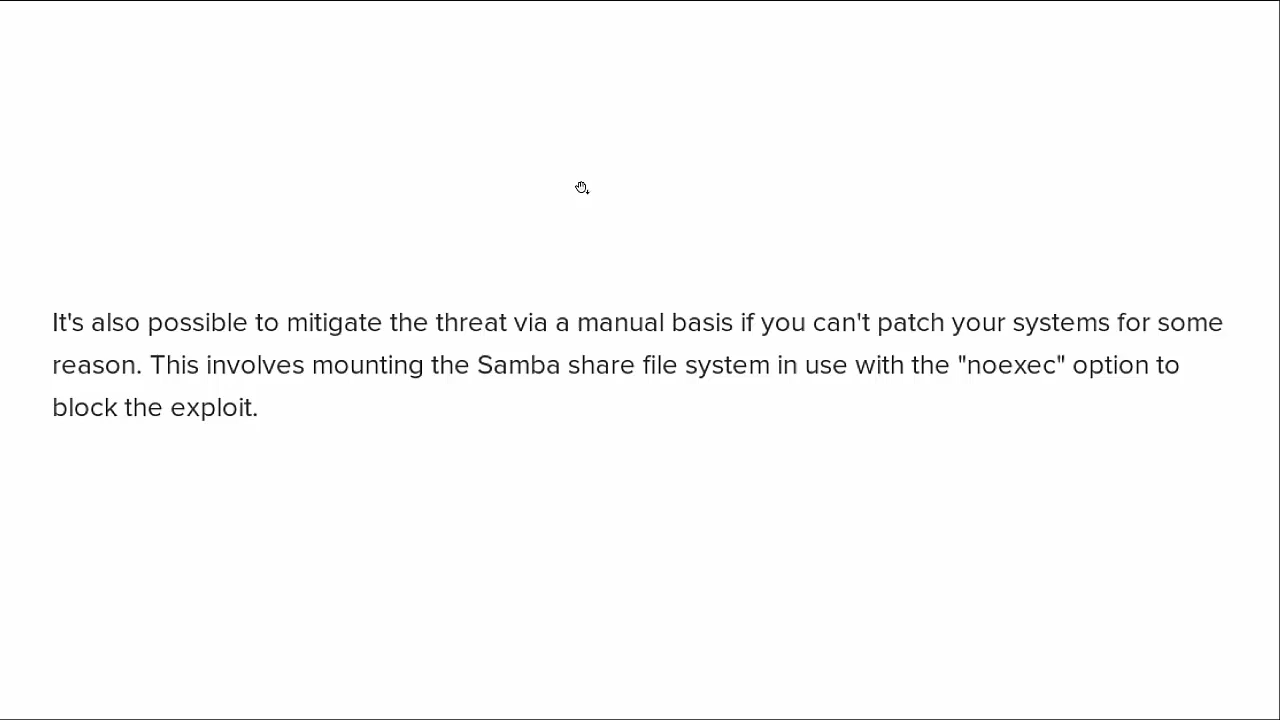 It's also possible to mitigate the threat via a manual basis if you can't patch your systems for some
reason. This involves mounting the Samba share file system in use with the "noexec" option to
block the exploit.